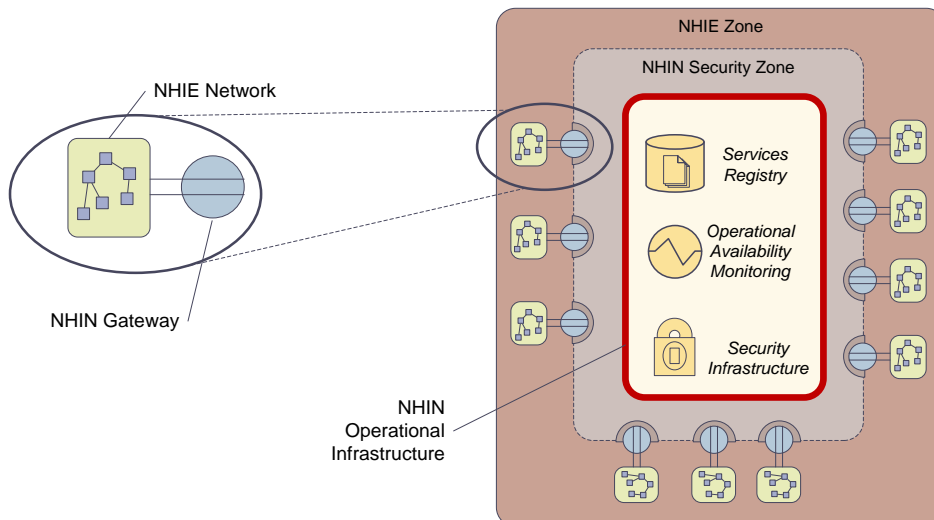 NHIE Zone
NHIN Security Zone
NHIE Network
Services
Registry
Operational
Availability
Monitoring
NHIN Gateway
Security
Infrastructure
NHIN
Operational
Infrastructure